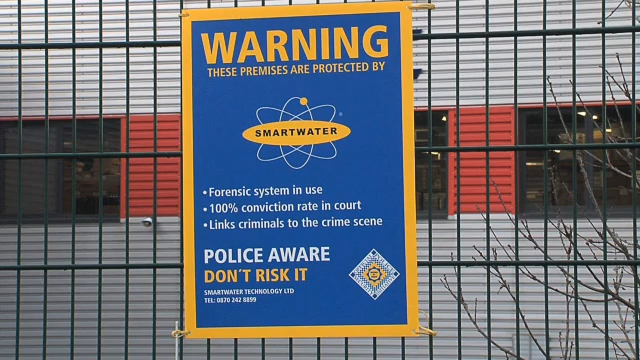 WARNING
THESE PREMISES ARE PROTECTED BY
SMARTWATER
®
• Forensic system in use
• 100% conviction rate in court
• Links criminals to the crime scene
POLICE AWARE
DON´T RISK IT
SMARTWATER TECHNOLOGY LTD
TEL: 0870 242 8899